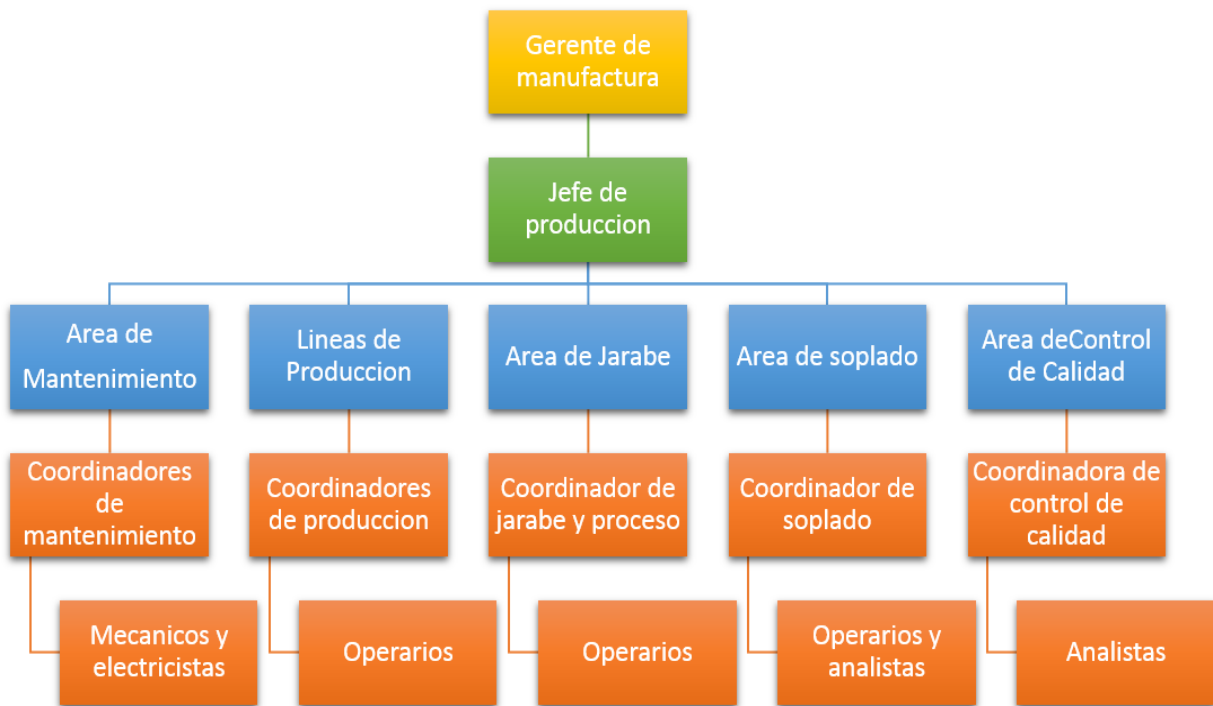 Gerente de
manufactura
Jefe de
produccion
Area de
Mantenimiento
Lineas de
Produccion
Area de Jarabe
Area de soplado
Area deControl
de Calidad
Coordinadores
de
mantenimiento
Coordinadores
de produccion
Coordinador de
jarabe y proceso
Coordinador de
soplado
Coordinadora de
control de
calidad
Mecanicos y
electricistas
Operarios
Operarios
Operarios y
analistas
Analistas